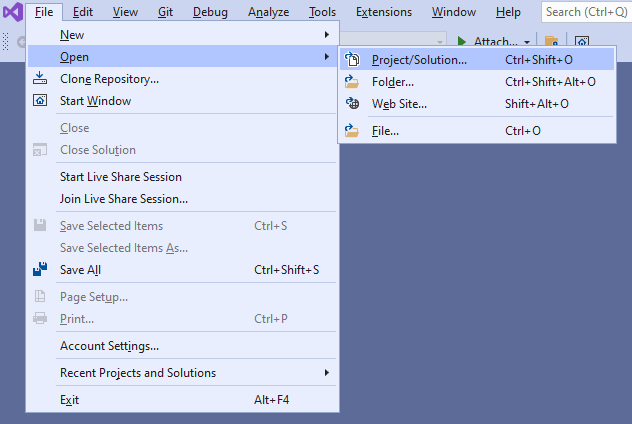 File Edit View Git Debug Analyze Tools Extensions Window Help Search (Ctrl+Q)
Attach...
New
Open
Project/Solution... Ctrl+Shift+O
Clone Repository...
Folder... Ctrl+Shift+Alt+O
Start Window
Web Site... Shift+Alt+O
Close
File... Ctrl+O
Close Solution
Start Live Share Session
Join Live Share Session...
Save Selected Items Ctrl+S
Save Selected Items As...
Save All Ctrl+Shift+S
Page Setup...
Print... Ctrl+P
Account Settings...
Recent Projects and Solutions
Exit Alt+F4